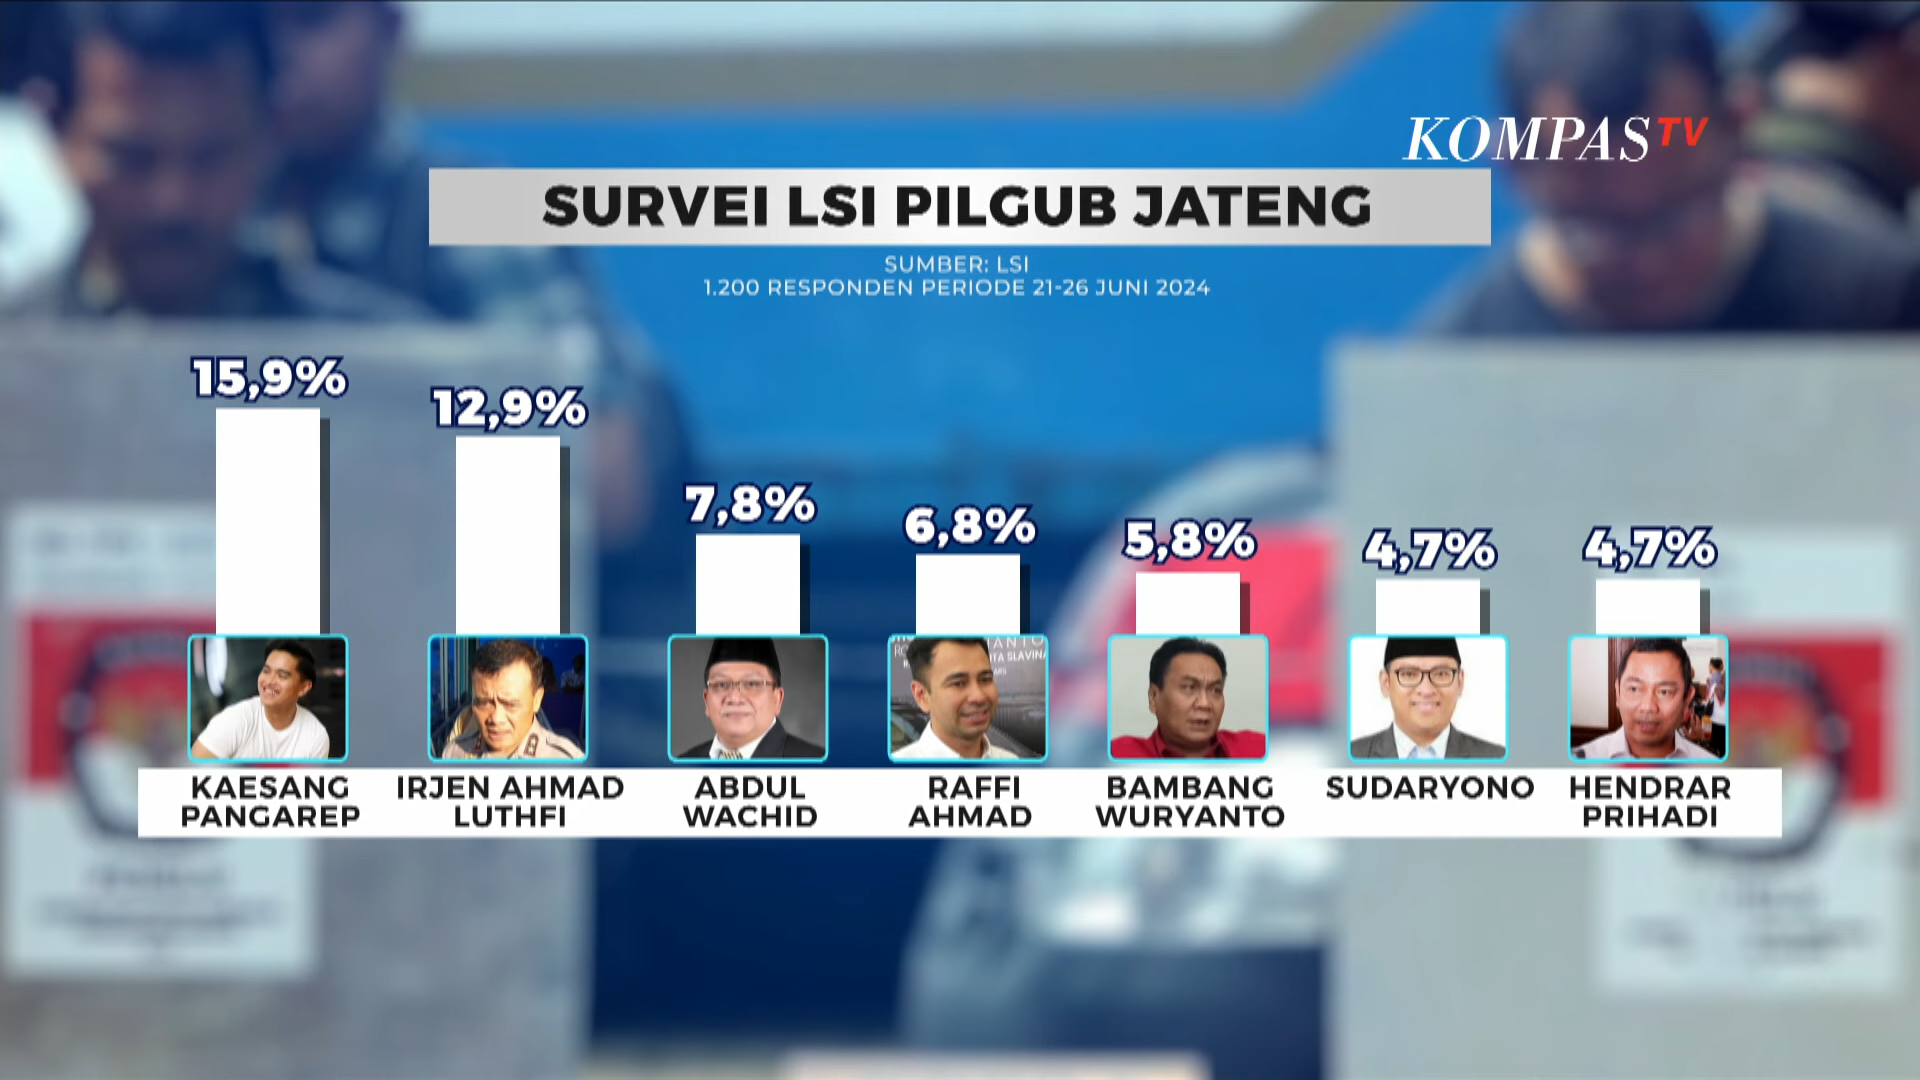 KOMPAS TV
SURVEI LSI PILGUB JATENG
SUMBER: LSI
1.200 RESPONDEN PERIODE 21-26 JUNI 2024
15,9%
12,9%
7,8%
6,8%
5,8%
4,7%
4,7%
KAESANG
PANGAREP
IRJEN AHMAD
LUTHFI
ABDUL
WACHID
RAFFI
AHMAD
BAMBANG
WURYANTO
SUDARYONO
HENDRAR
PRIHADI